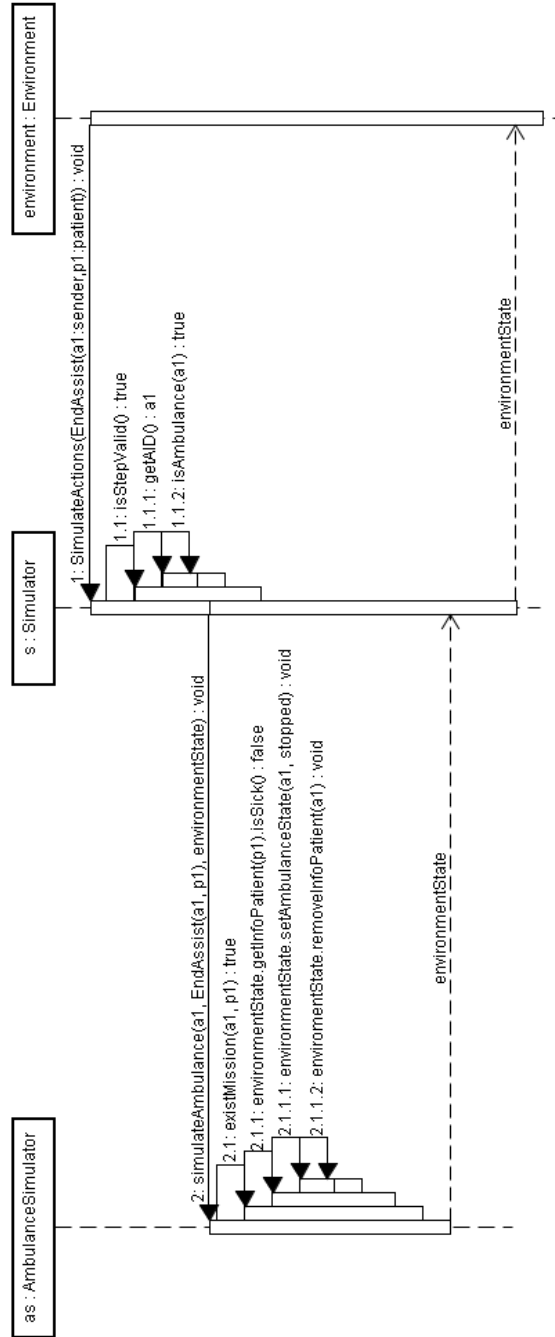 as : AmbulanceSimulator
s : Simulator
environment : Environment
1: SimulateActions(EndAssist(a1:sender,p1:patient)) : void
1.1: isStepValid() : true
1.1.1: getAID() : a1
1.1.2: isAmbulance(a1) : true
2: simulateAmbulance(a1, EndAssist(a1, p1), environmentState) : void
2.1: existMission(a1, p1) : true
2.1.1: environmentState.getInfoPatient(p1).isSick() : false
2.1.1.1: environmentState.setAmbulanceState(a1, stopped) : void
2.1.1.2: enviromentState.removeInfoPatient(a1) : void
environmentState
environmentState